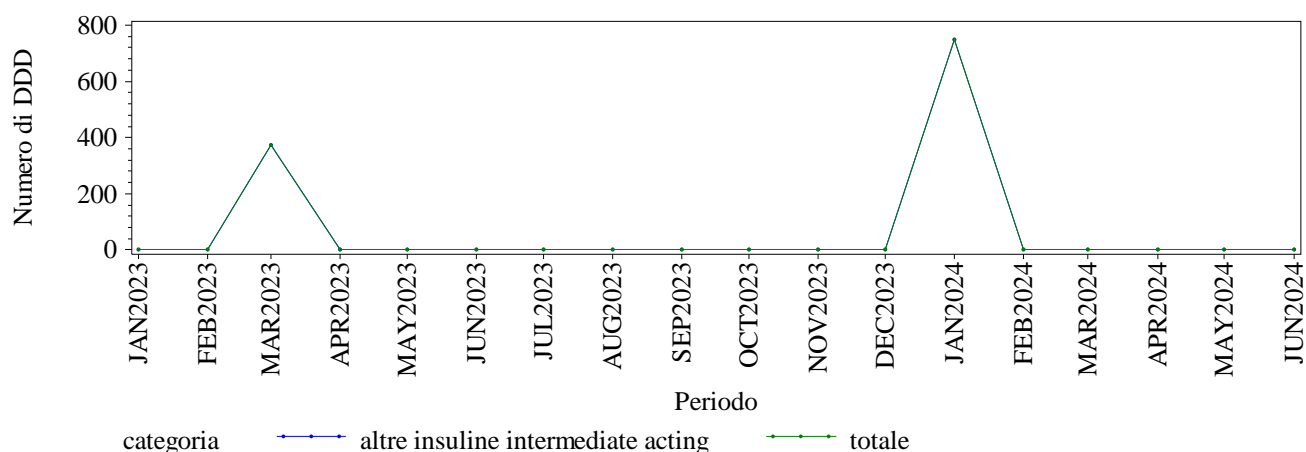 800
600
400
200
0
Numero di DDD
JAN2023
FEB2023
MAR2023
APR2023
MAY2023
JUN2023
JUL2023
AUG2023
SEP2023
OCT2023
NOV2023
DEC2023
JAN2024
FEB2024
MAR2024
APR2024
MAY2024
JUN2024
Periodo
categoria altre insuline intermediate acting totale